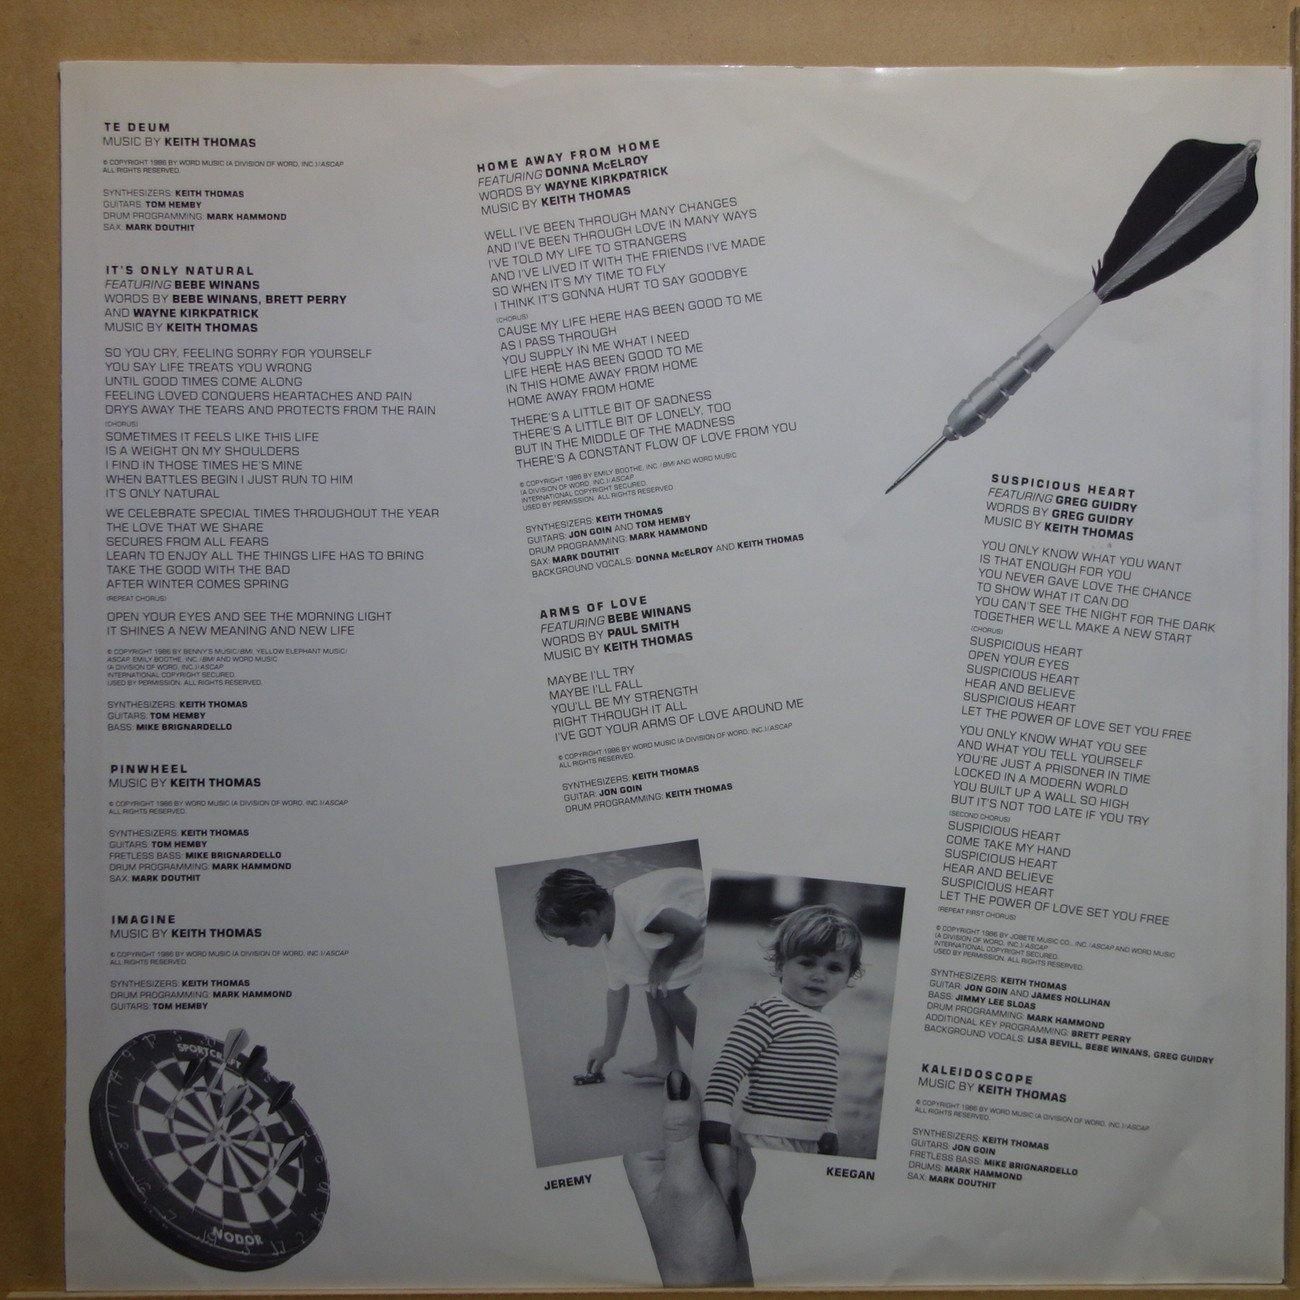 TE DEUM
MUSIC BY KEITH THOMAS
© COPYRIGHT 1986 BY WORD MUSIC (A DIVISION OF WORD, INC.)/ASCAP
ALL RIGHTS RESERVED.
SYNTHESIZERS: KEITH THOMAS
GUITARS: TOM HEMBY
DRUM PROGRAMMING: MARK HAMMOND
SAX: MARK DOUTHIT
IT'S ONLY NATURAL
FEATURING BEBE WINANS
WORDS BY BEBE WINANS, BRETT PERRY
AND WAYNE KIRKPATRICK
MUSIC BY KEITH THOMAS
SO YOU CRY, FEELING SORRY FOR YOURSELF
YOU SAY LIFE TREATS YOU WRONG
UNTIL GOOD TIMES COME ALONG
FEELING LOVED CONQUERS HEARTACHES AND PAIN
DRYS AWAY THE TEARS AND PROTECTS FROM THE RAIN
(CHORUS)
SOMETIMES IT FEELS LIKE THIS LIFE
IS A WEIGHT ON MY SHOULDERS
I FIND IN THOSE TIMES HE'S MINE
WHEN BATTLES BEGIN I JUST RUN TO HIM
IT'S ONLY NATURAL
WE CELEBRATE SPECIAL TIMES THROUGHOUT THE YEAR
THE LOVE THAT WE SHARE
SECURES FROM ALL FEARS
LEARN TO ENJOY ALL THE THINGS LIFE HAS TO BRING
TAKE THE GOOD WITH THE BAD
AFTER WINTER COMES SPRING
(REPEAT CHORUS)
OPEN YOUR EYES AND SEE THE MORNING LIGHT
IT SHINES A NEW MEANING AND NEW LIFE
© COPYRIGHT 1986 BY BENNY'S MUSIC/BMI, YELLOW ELEPHANT MUSIC/
ASCAP, EMILY BOOTHE, INC./BMI AND WORD MUSIC
(A DIVISION OF WORD, INC.)/ASCAP
INTERNATIONAL COPYRIGHT SECURED.
USED BY PERMISSION. ALL RIGHTS RESERVED.
SYNTHESIZERS: KEITH THOMAS
GUITARS: TOM HEMBY
BASS: MIKE BRIGNARDELLO
PINWHEEL
MUSIC BY KEITH THOMAS
© COPYRIGHT 1986 BY WORD MUSIC (A DIVISION OF WORD, INC.)/ASCAP
ALL RIGHTS RESERVED.
SYNTHESIZERS: KEITH THOMAS
GUITARS: TOM HEMBY
FRETLESS BASS: MIKE BRIGNARDELLO
DRUM PROGRAMMING: MARK HAMMOND
SAX: MARK DOUTHIT
IMAGINE
MUSIC BY KEITH THOMAS
© COPYRIGHT 1986 BY WORD MUSIC (A DIVISION OF WORD, INC.)/ASCAP
ALL RIGHTS RESERVED.
SYNTHESIZERS: KEITH THOMAS
DRUM PROGRAMMING: MARK HAMMOND
GUITARS: TOM HEMBY
NODOR
HOME AWAY FROM HOME
FEATURING DONNA McELROY
WORDS BY WAYNE KIRKPATRICK
MUSIC BY KEITH THOMAS
WELL I'VE BEEN THROUGH MANY CHANGES
AND I'VE BEEN THROUGH LOVE IN MANY WAYS
I'VE TOLD MY LIFE TO STRANGERS
AND I'VE LIVED IT WITH THE FRIENDS I'VE MADE
SO WHEN IT'S MY TIME TO FLY
I THINK IT'S GONNA HURT TO SAY GOODBYE
(CHORUS)
CAUSE MY LIFE HERE HAS BEEN GOOD TO ME
AS I PASS THROUGH
YOU SUPPLY IN ME WHAT I NEED
LIFE HERE HAS BEEN GOOD TO ME
IN THIS HOME AWAY FROM HOME
HOME AWAY FROM HOME
THERE'S A LITTLE BIT OF SADNESS
THERE'S A LITTLE BIT OF LONELY, TOO
BUT IN THE MIDDLE OF THE MADNESS
THERE'S A CONSTANT FLOW OF LOVE FROM YOU
© COPYRIGHT 1986 BY EMILY BOOTHE, INC./BMI AND WORD MUSIC
(A DIVISION OF WORD, INC.)/ASCAP
INTERNATIONAL COPYRIGHT SECURED.
USED BY PERMISSION. ALL RIGHTS RESERVED
SYNTHESIZERS: KEITH THOMAS
GUITARS: JON GOIN AND TOM HEMBY
DRUM PROGRAMMING: MARK HAMMOND
SAX: MARK DOUTHIT
BACKGROUND VOCALS: DONNA McELROY AND KEITH THOMAS
ARMS OF LOVE
FEATURING BEBE WINANS
WORDS BY PAUL SMITH
MUSIC BY KEITH THOMAS
MAYBE I'LL TRY
MAYBE I'LL FALL
YOU'LL BE MY STRENGTH
RIGHT THROUGH IT ALL
I'VE GOT YOUR ARMS OF LOVE AROUND ME
© COPYRIGHT 1986 BY WORD MUSIC (A DIVISION OF WORD, INC.)/ASCAP
ALL RIGHTS RESERVED.
SYNTHESIZERS: KEITH THOMAS
GUITAR: JON GOIN
DRUM PROGRAMMING: KEITH THOMAS
JEREMY
KEEGAN
SUSPICIOUS HEART
FEATURING GREG GUIDRY
WORDS BY GREG GUIDRY
MUSIC BY KEITH THOMAS
YOU ONLY KNOW WHAT YOU WANT
IS THAT ENOUGH FOR YOU
YOU NEVER GAVE LOVE THE CHANCE
TO SHOW WHAT IT CAN DO
YOU CAN'T SEE THE NIGHT FOR THE DARK
TOGETHER WE'LL MAKE A NEW START
(CHORUS)
SUSPICIOUS HEART
OPEN YOUR EYES
SUSPICIOUS HEART
HEAR AND BELIEVE
SUSPICIOUS HEART
LET THE POWER OF LOVE SET YOU FREE
YOU ONLY KNOW WHAT YOU SEE
AND WHAT YOU TELL YOURSELF
YOU'RE JUST A PRISONER IN TIME
LOCKED IN A MODERN WORLD
YOU BUILT UP A WALL SO HIGH
BUT IT'S NOT TOO LATE IF YOU TRY
(SECOND CHORUS)
SUSPICIOUS HEART
COME TAKE MY HAND
SUSPICIOUS HEART
HEAR AND BELIEVE
SUSPICIOUS HEART
LET THE POWER OF LOVE SET YOU FREE
(REPEAT FIRST CHORUS)
© COPYRIGHT 1986 BY JOBETE MUSIC CO., INC./ASCAP AND WORD MUSIC
(A DIVISION OF WORD, INC.)/ASCAP
INTERNATIONAL COPYRIGHT SECURED.
USED BY PERMISSION. ALL RIGHTS RESERVED.
SYNTHESIZERS: KEITH THOMAS
GUITAR: JON GOIN AND JAMES HOLLIHAN
BASS: JIMMY LEE SLOAS
DRUM PROGRAMMING: MARK HAMMOND
ADDITIONAL KEY PROGRAMMING: BRETT PERRY
BACKGROUND VOCALS: LISA BEVILL, BEBE WINANS, GREG GUIDRY
KALEIDOSCOPE
MUSIC BY KEITH THOMAS
© COPYRIGHT 1986 BY WORD MUSIC (A DIVISION OF WORD, INC.)/ASCAP
ALL RIGHTS RESERVED.
SYNTHESIZERS: KEITH THOMAS
GUITARS: JON GOIN
FRETLESS BASS: MIKE BRIGNARDELLO
DRUMS: MARK HAMMOND
SAX: MARK DOUTHIT